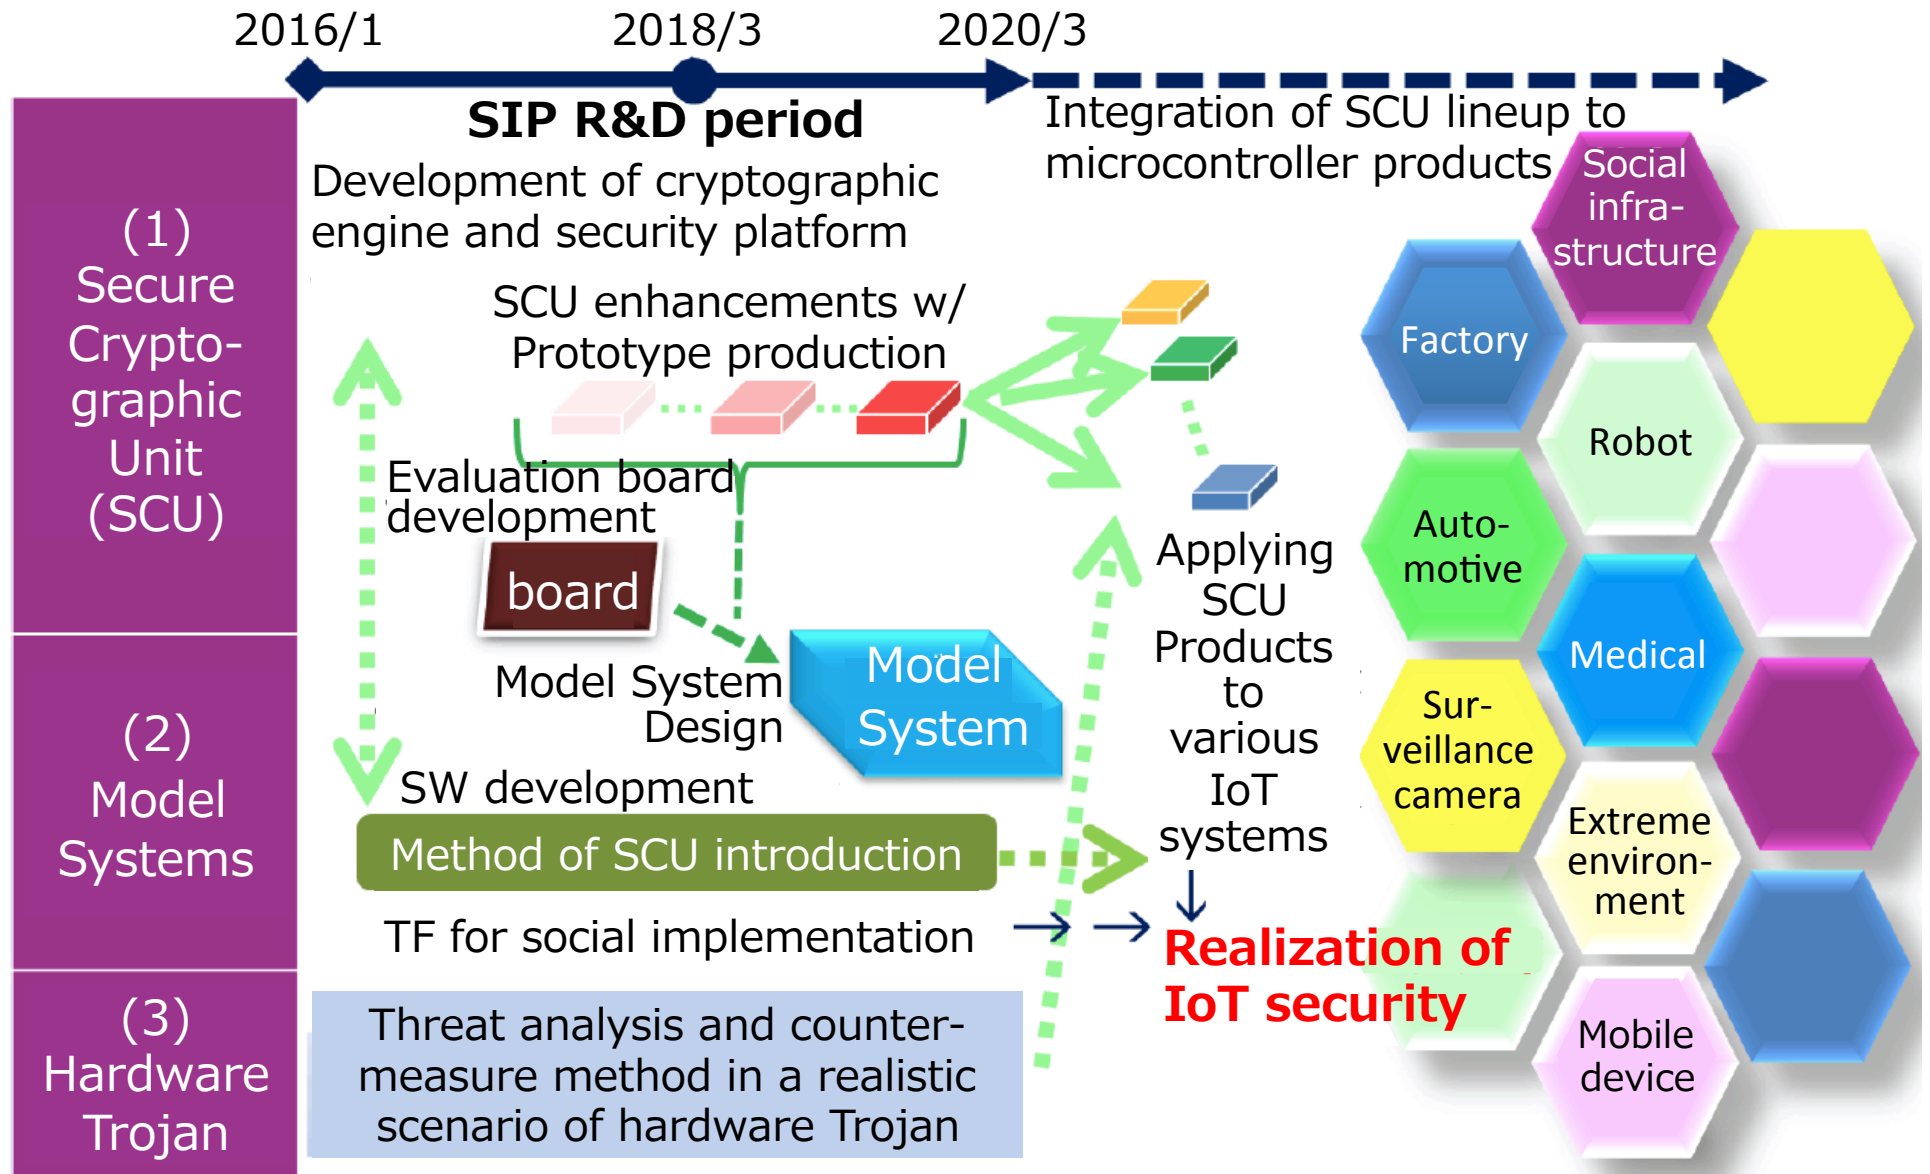 2016/1
2018/3
2020/3
SIP R&D period
Integration of SCU lineup to
microcontroller products
(1)
Secure
Crypto-
graphic
Unit
(SCU)
Development of cryptographic
engine and security platform
SCU enhancements w/
Prototype production
Evaluation board
development
board
Model System
Design
Model
System
(2)
Model
Systems
SW development
Method of SCU introduction
TF for social implementation
(3)
Hardware
Trojan
Threat analysis and counter-
measure method in a realistic
scenario of hardware Trojan
Applying
SCU
Products
to
various
IoT
systems
Realization of
IoT security
Social
infra-
structure
Factory
Robot
Auto-
motive
Medical
Sur-
veillance
camera
Extreme
environ-
ment
Mobile
device